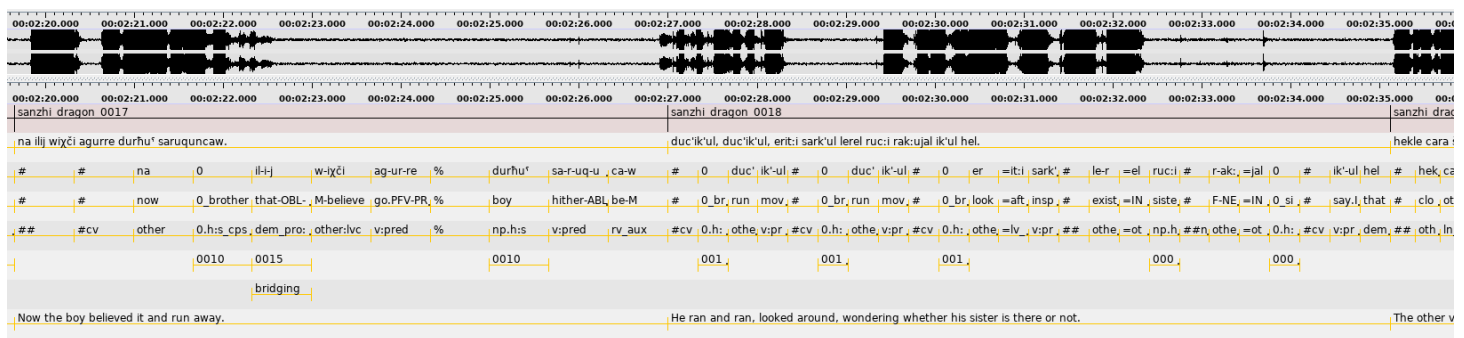 00:02:20.000 00:02:21.000 00:02:22.000 00:02:23.000 00:02:24.000 00:02:25.000 00:02:26.000 00:02:27.000 00:02:28.000 00:02:29.000 00:02:30.000 00:02:31.000 00:02:32.000 00:02:33.000 00:02:34.000 00:02:35.000 00:0
00:02:20.000 00:02:21.000 00:02:22.000 00:02:23.000 00:02:24.000 00:02:25.000 00:02:26.000 00:02:27.000 00:02:28.000 00:02:29.000 00:02:30.000 00:02:31.000 00:02:32.000 00:02:33.000 00:02:34.000 00:02:35.000 00:0
sanzhi dragon 0017 sanzhi dragon 0018 sanzhi drag
na ilij wiχči agurre durħuˤ saruquncaw. duc'ik'ul, duc'ik'ul, erit:i sark'ul lerel ruc:i rak:ujal ik'ul hel. hekle cara s
# # na 0 il-i-j w-iχči ag-ur-re % durħuˤ sa-r-uq-u ca-w # 0 duc' ik'-ul # 0 duc' ik'-ul # 0 er =it:i sark' # le-r =el ruc:i # r-ak: =jal 0 # ik'-ul hel # hek ca
# # now 0_brother that-OBL- M-believe go.PFV-PR % boy hither-ABL be-M # 0_br run mov # 0_br run mov # 0_br look =aft insp # exist =IN siste # F-NE =IN 0_si # say.I that # clo ot
## #cv other 0.h:s_cps dem_pro: other:lvc v:pred % np.h:s v:pred rv_aux #cv 0.h: othe v:pr #cv 0.h: othe v:pr #cv 0.h: othe =lv_ v:pr ## othe =ot np.h ##n othe =ot 0.h: #cv v:pr dem ## oth ln
0010 0015 0010 001 001 001 000 000
bridging
Now the boy believed it and run away. He ran and ran, looked around, wondering whether his sister is there or not. The other v